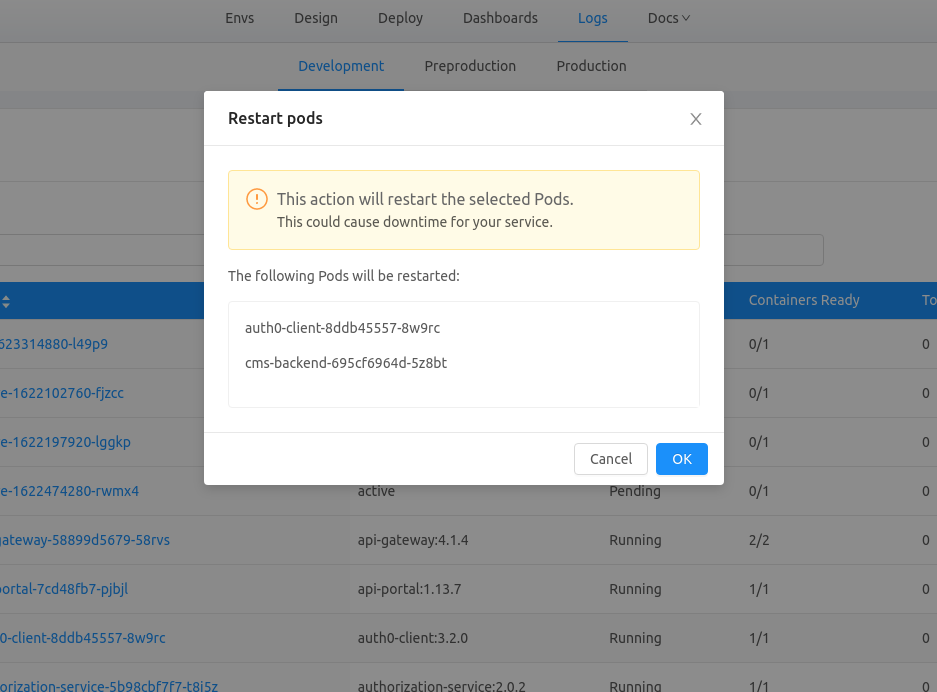 Envs Design Deploy Dashboards Logs Docs
Development Preproduction Production
Restart pods
This action will restart the selected Pods.
This could cause downtime for your service.
The following Pods will be restarted:
auth0-client-8ddb45557-8w9rc
cms-backend-695cf6964d-5z8bt
Cancel OK
Containers Ready To
623314880-l49p9 0/1 0
e-1622102760-fjzcc 0/1 0
e-1622197920-lggkp 0/1 0
e-1622474280-rwmx4 active Pending 0/1 0
gateway-58899d5679-58rvs api-gateway:4.1.4 Running 2/2 0
portal-7cd48fb7-pjbjl api-portal:1.13.7 Running 1/1 0
0-client-8ddb45557-8w9rc auth0-client:3.2.0 Running 1/1 0
orization-service-5b98cbf7f7-t8j5z authorization-service:2.0.2 Running 1/1 0